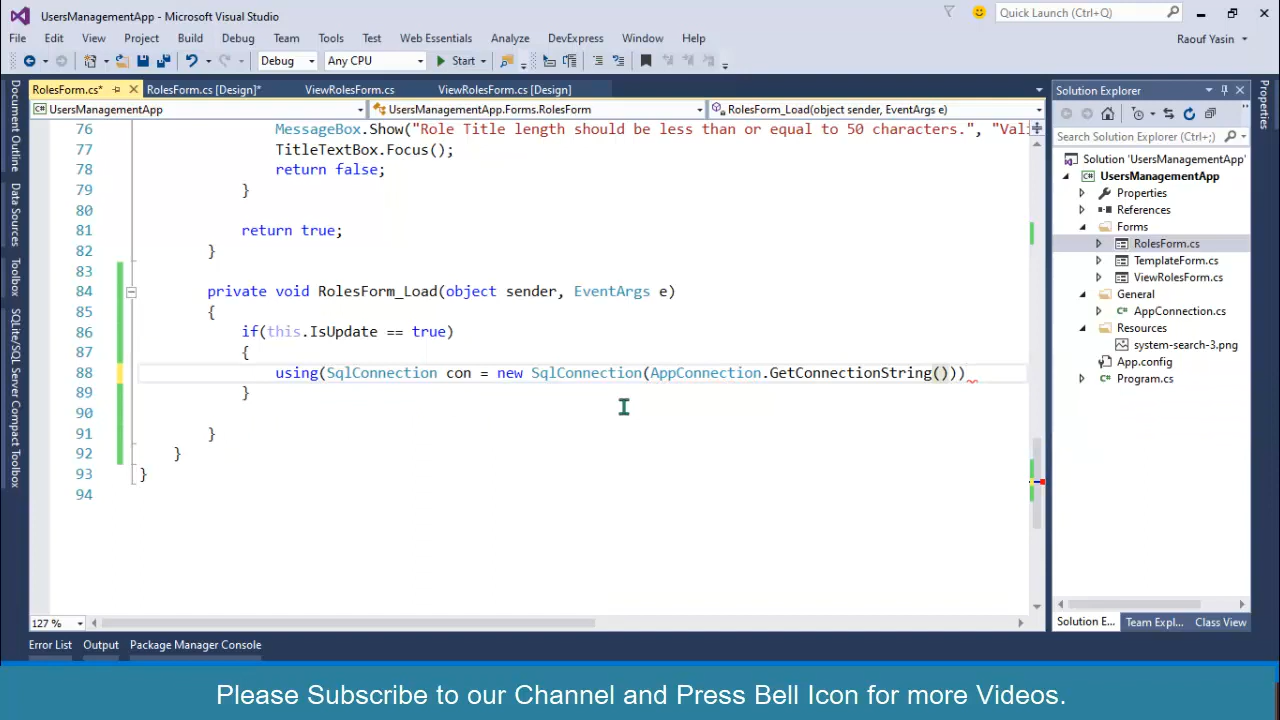 UsersManagementApp - Microsoft Visual Studio
Quick Launch (Ctrl+Q)
File Edit View Project Build Debug Team Tools Test Web Essentials Analyze DevExpress Window Help
Raouf Yasin
Debug Any CPU Start
RolesForm.cs* RolesForm.cs [Design]* ViewRolesForm.cs ViewRolesForm.cs [Design]
UsersManagementApp UsersManagementApp.Forms.RolesForm RolesForm_Load(object sender, EventArgs e)
Document Outline
Data Sources
Toolbox
SQLite/SQL Server Compact Toolbox
76 MessageBox.Show("Role Title length should be less than or equal to 50 characters.", "Vali
77 TitleTextBox.Focus();
78 return false;
79 }
80
81 return true;
82 }
83
84 private void RolesForm_Load(object sender, EventArgs e)
85 {
86 if(this.IsUpdate == true)
87 {
88 using(SqlConnection con = new SqlConnection(AppConnection.GetConnectionString()))
89 }
90
91 }
92 }
93 }
94
127 %
Solution Explorer
Search Solution Explorer (Ctrl+;)
Solution 'UsersManagementApp'
UsersManagementApp
Properties
References
Forms
RolesForm.cs
TemplateForm.cs
ViewRolesForm.cs
General
AppConnection.cs
Resources
system-search-3.png
App.config
Program.cs
Solution E... Team Expl... Class View
Properties
Error List Output Package Manager Console
Please Subscribe to our Channel and Press Bell Icon for more Videos.